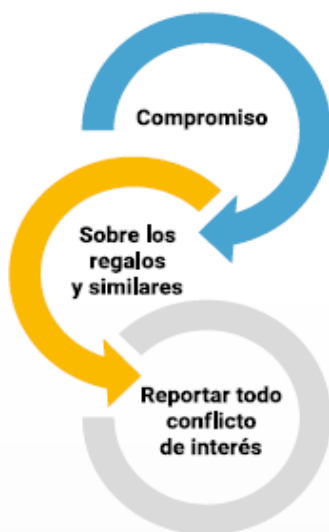 Compromiso
Sobre los
regalos
y similares
Reportar todo
conflicto
de interés